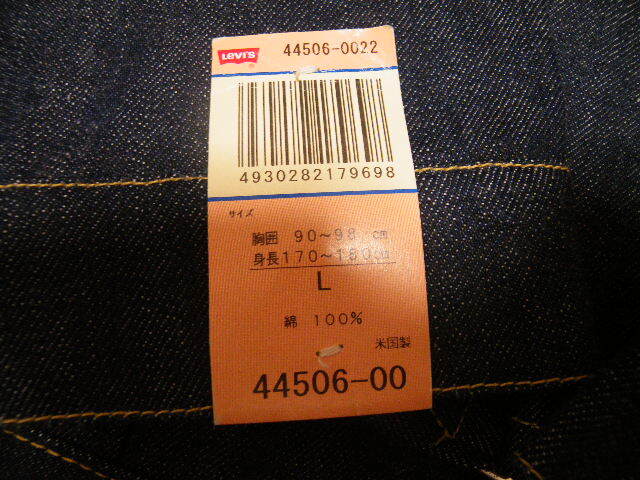 Levi's 44506-0022
4930282179698
サイズ
胸囲 90〜98 cm
身長170〜180cm
L
綿 100%
米国製
44506-00